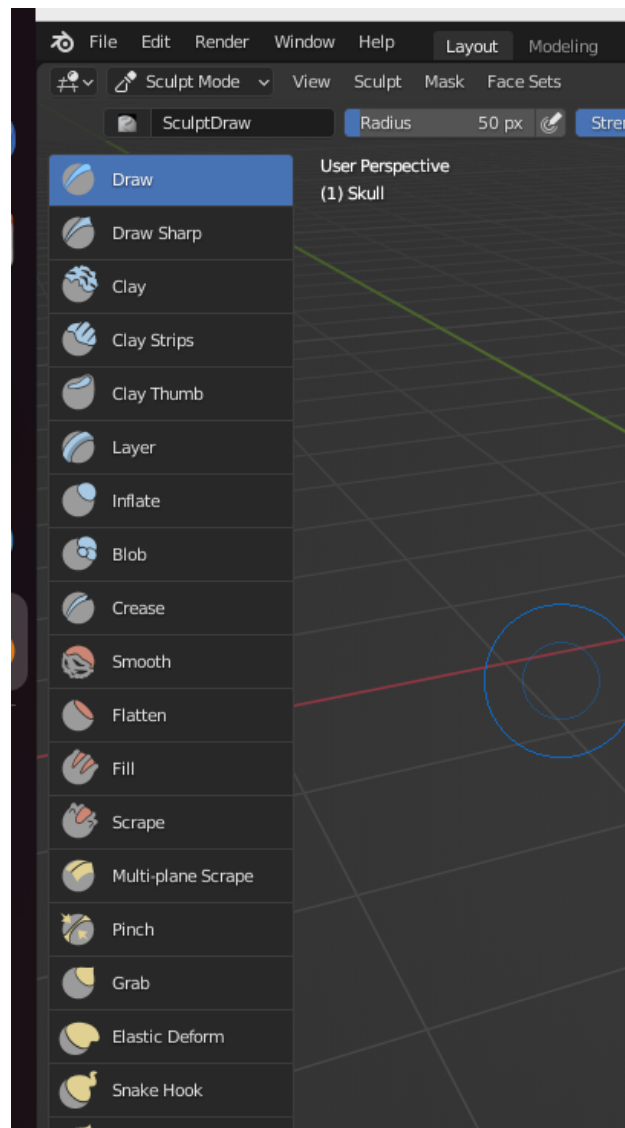 File Edit Render Window Help Layout Modeling
Sculpt Mode View Sculpt Mask Face Sets
SculptDraw Radius 50 px
User Perspective
(1) Skull
Draw
Draw Sharp
Clay
Clay Strips
Clay Thumb
Layer
Inflate
Blob
Crease
Smooth
Flatten
Fill
Scrape
Multi-plane Scrape
Pinch
Grab
Elastic Deform
Snake Hook